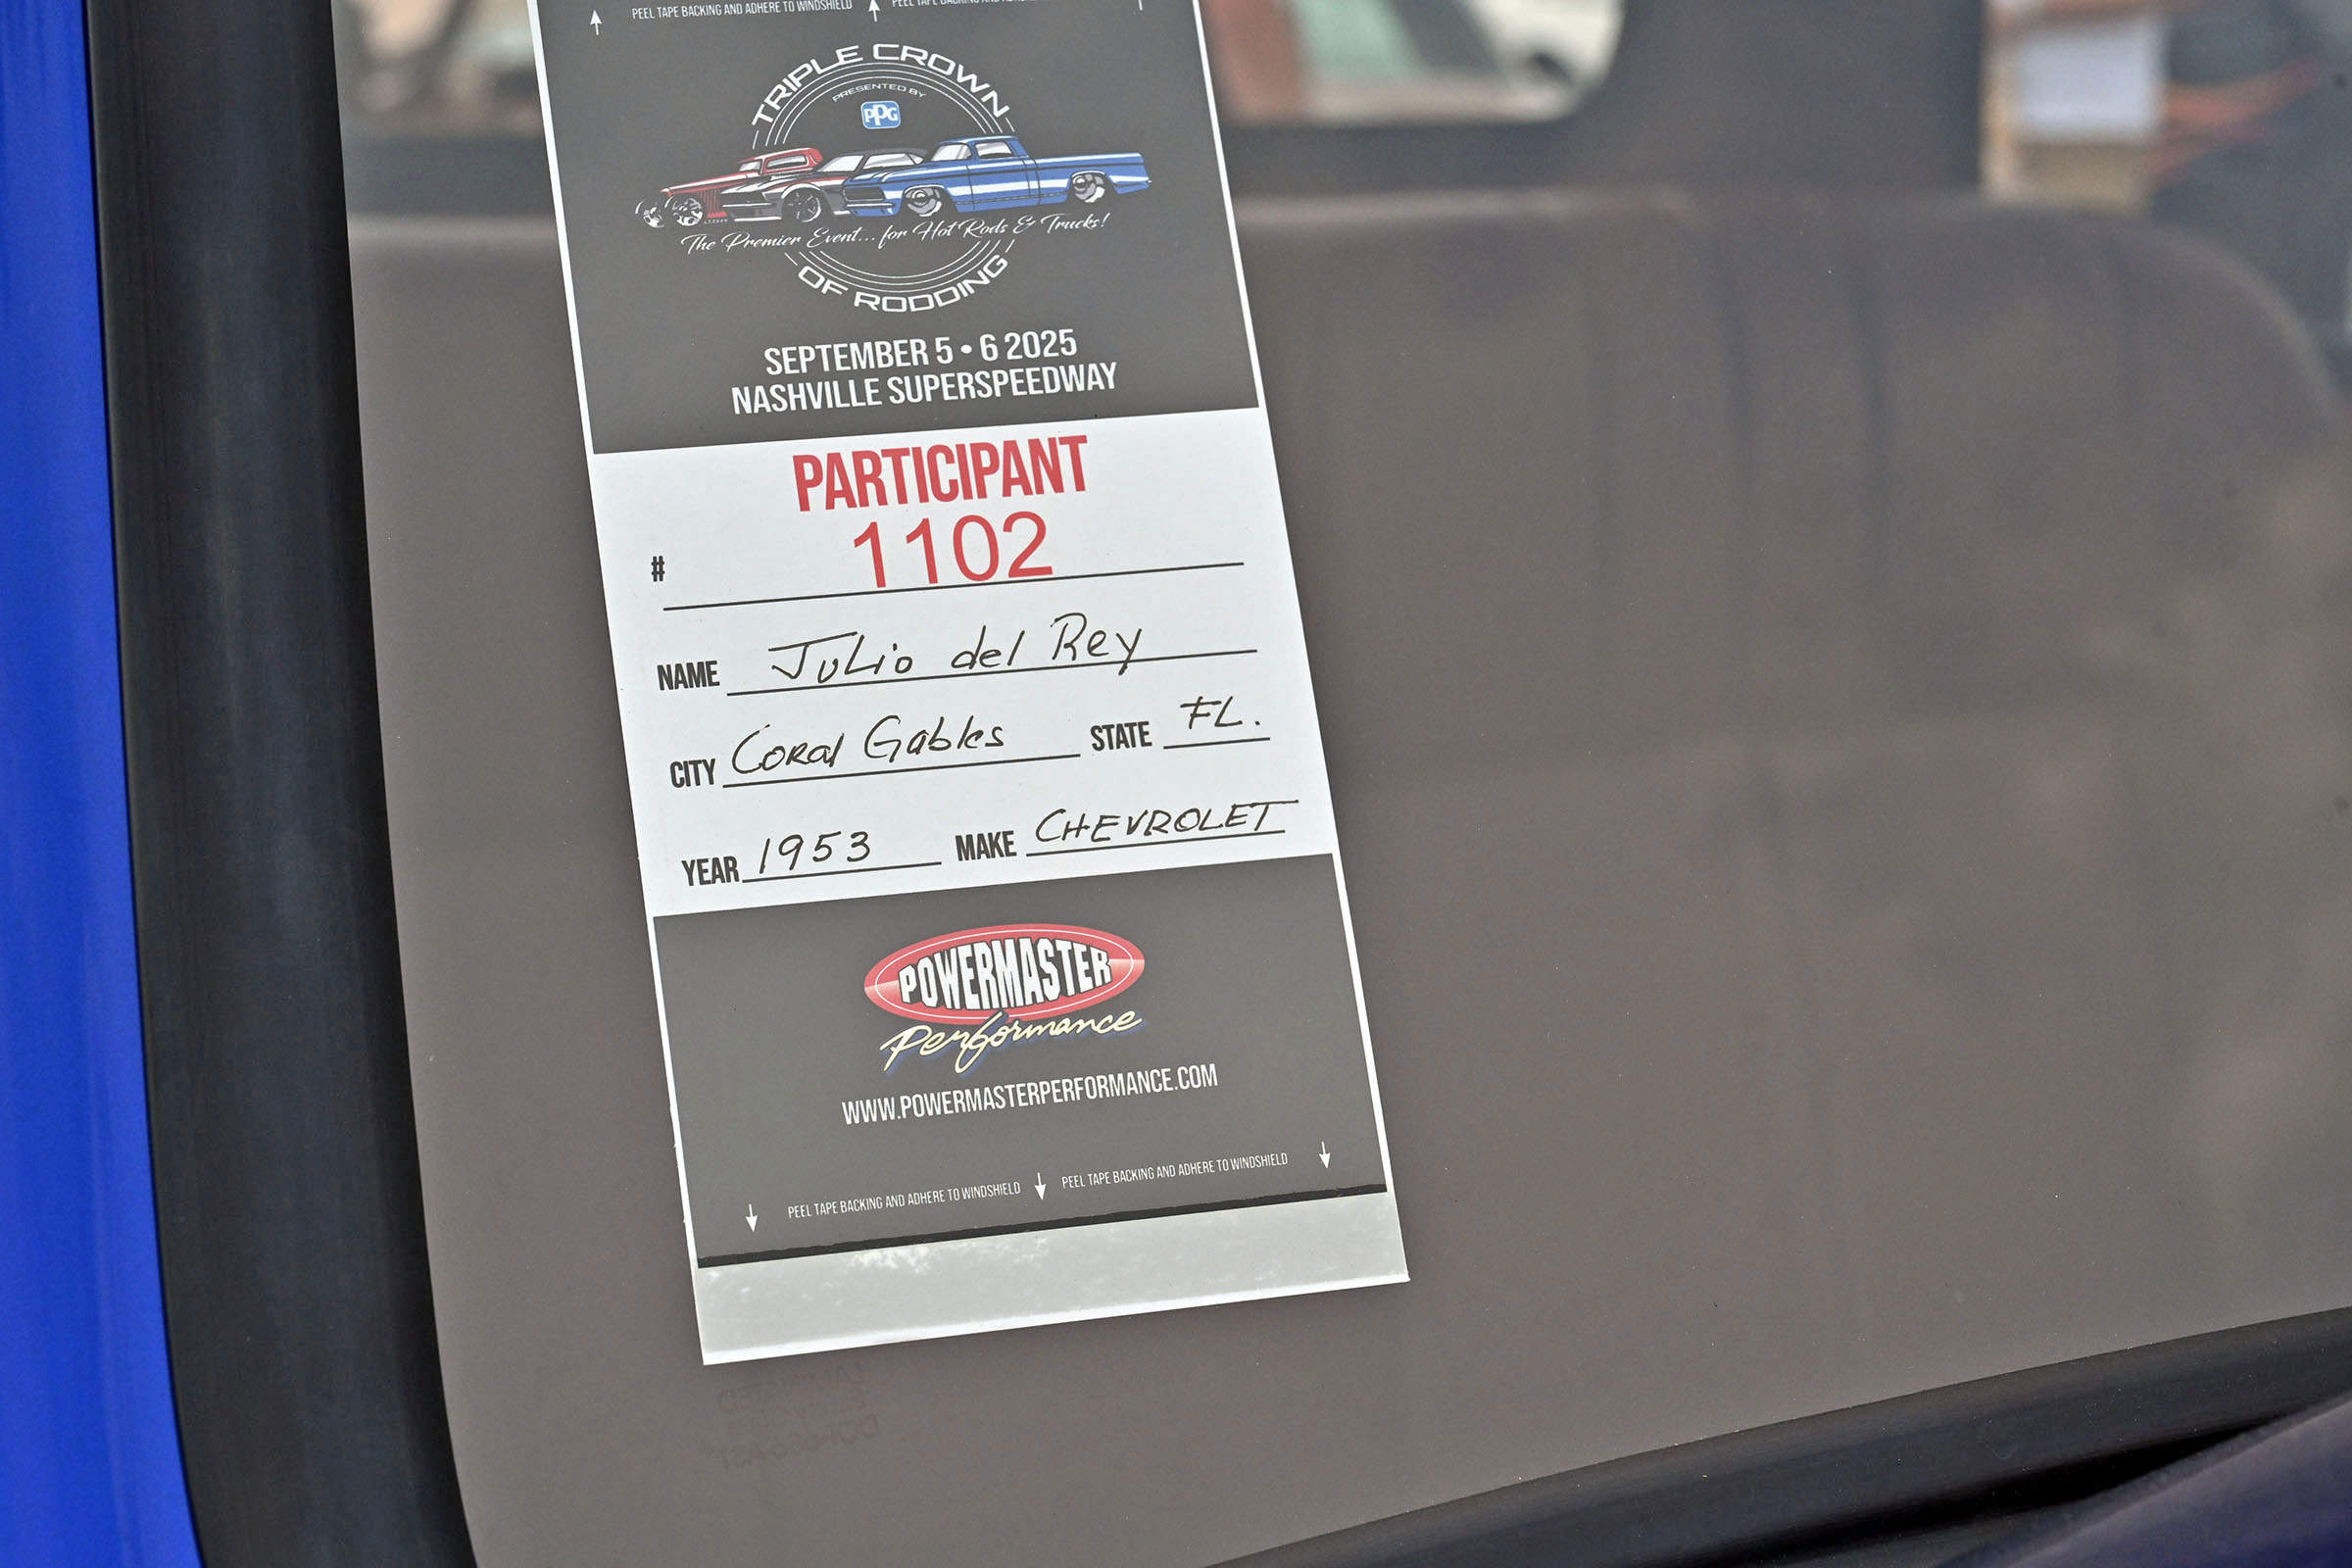 PEEL TAPE BACKING AND ADHERE TO WINDSHIELD
TRIPLE CROWN
PRESENTED BY
PPG
The Premier Event... for Hot Rods & Trucks!
OF RODDING
SEPTEMBER 5 • 6 2025
NASHVILLE SUPERSPEEDWAY
PARTICIPANT
# 1102
NAME Julio del Rey
CITY Coral Gables STATE FL.
YEAR 1953 MAKE CHEVROLET
POWERMASTER
Performance
WWW.POWERMASTERPERFORMANCE.COM
PEEL TAPE BACKING AND ADHERE TO WINDSHIELD PEEL TAPE BACKING AND ADHERE TO WINDSHIELD